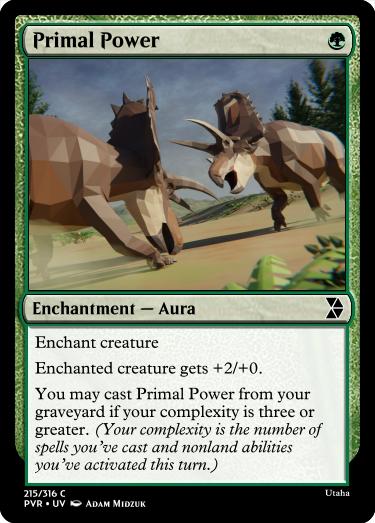 Primal Power
Enchantment — Aura
Enchant creature
Enchanted creature gets +2/+0.
You may cast Primal Power from your
graveyard if your complexity is three or
greater. (Your complexity is the number of
spells you've cast and nonland abilities
you've activated this turn.)
215/316 C
Utaha
PVR • UV Adam Midzuk